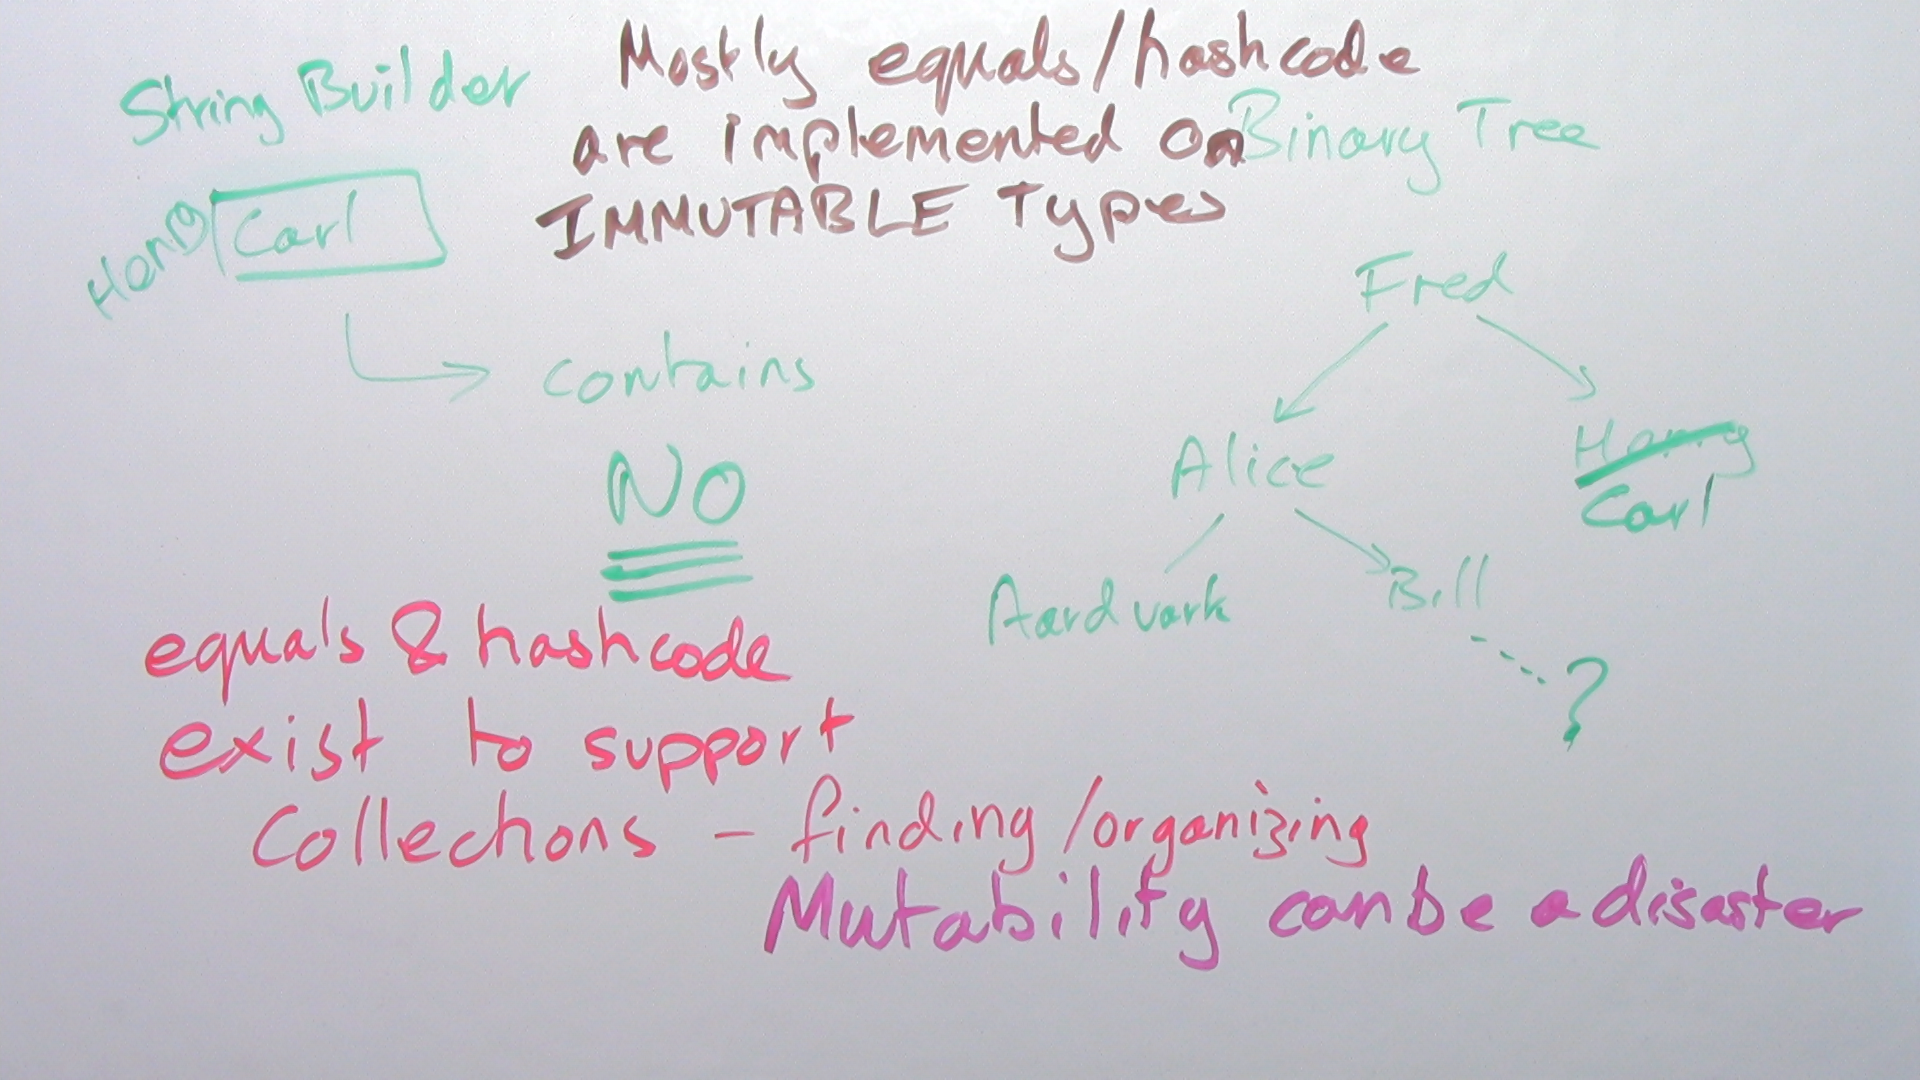 String Builder
Mostly equals/hashcode
are implemented on
IMMUTABLE Types
Binary Tree
Harry
Carl
contains
NO
Fred
Alice
Harry
Carl
Aardvark
Bill
?
equals & hashcode
exist to support
Collections - finding/organizing
Mutability can be a disaster